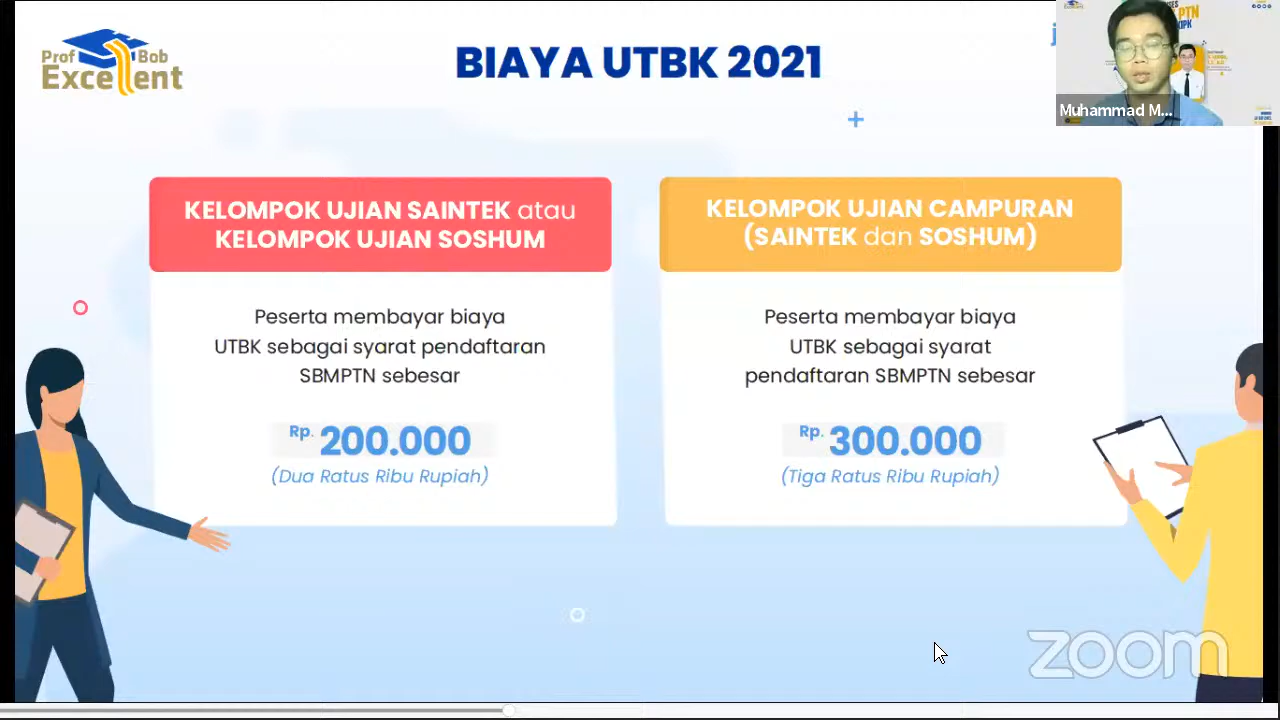 Prof Bob
Excellent
BIAYA UTBK 2021
PTN
Muhammad M...
KELOMPOK UJIAN SAINTEK atau
KELOMPOK UJIAN SOSHUM
Peserta membayar biaya
UTBK sebagai syarat pendaftaran
SBMPTN sebesar
Rp. 200.000
(Dua Ratus Ribu Rupiah)
KELOMPOK UJIAN CAMPURAN
(SAINTEK dan SOSHUM)
Peserta membayar biaya
UTBK sebagai syarat
pendaftaran SBMPTN sebesar
Rp. 300.000
(Tiga Ratus Ribu Rupiah)
zoom